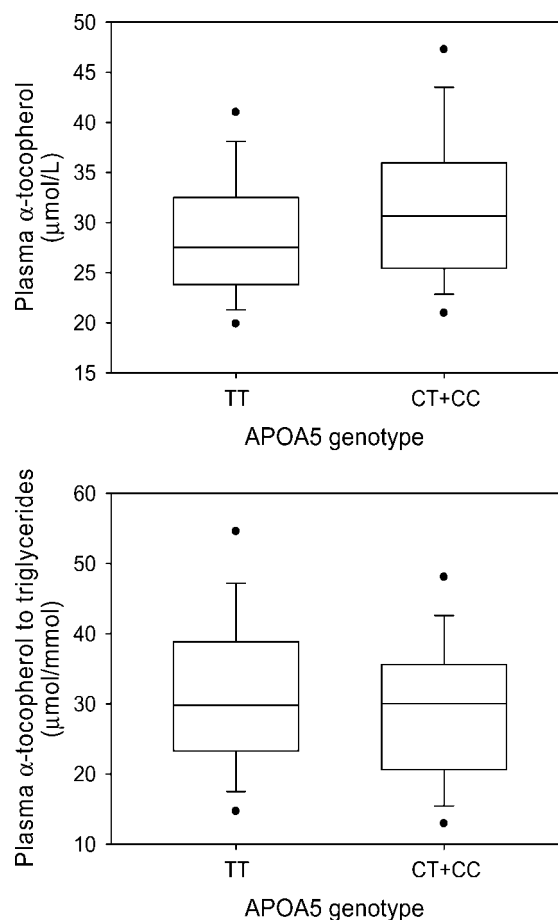 50
45
40
35
30
25
20
15
Plasma α-tocopherol
(μmol/L)
TT CT+CC
APOA5 genotype
60
50
40
30
20
10
Plasma α-tocopherol to triglycerides
(μmol/mmol)
TT CT+CC
APOA5 genotype